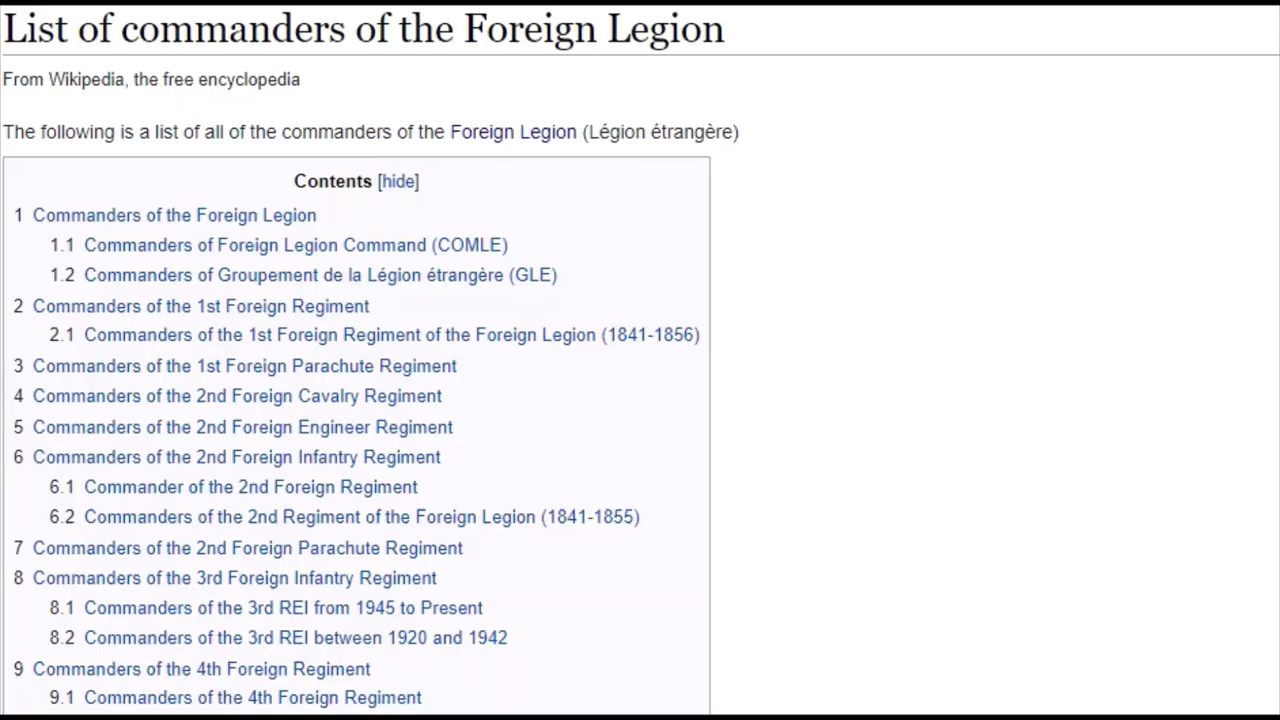 List of commanders of the Foreign Legion
From Wikipedia, the free encyclopedia
The following is a list of all of the commanders of the Foreign Legion (Légion étrangère)
Contents [hide]
1 Commanders of the Foreign Legion
1.1 Commanders of Foreign Legion Command (COMLE)
1.2 Commanders of Groupement de la Légion étrangère (GLE)
2 Commanders of the 1st Foreign Regiment
2.1 Commanders of the 1st Foreign Regiment of the Foreign Legion (1841-1856)
3 Commanders of the 1st Foreign Parachute Regiment
4 Commanders of the 2nd Foreign Cavalry Regiment
5 Commanders of the 2nd Foreign Engineer Regiment
6 Commanders of the 2nd Foreign Infantry Regiment
6.1 Commander of the 2nd Foreign Regiment
6.2 Commanders of the 2nd Regiment of the Foreign Legion (1841-1855)
7 Commanders of the 2nd Foreign Parachute Regiment
8 Commanders of the 3rd Foreign Infantry Regiment
8.1 Commanders of the 3rd REI from 1945 to Present
8.2 Commanders of the 3rd REI between 1920 and 1942
9 Commanders of the 4th Foreign Regiment
9.1 Commanders of the 4th Foreign Regiment